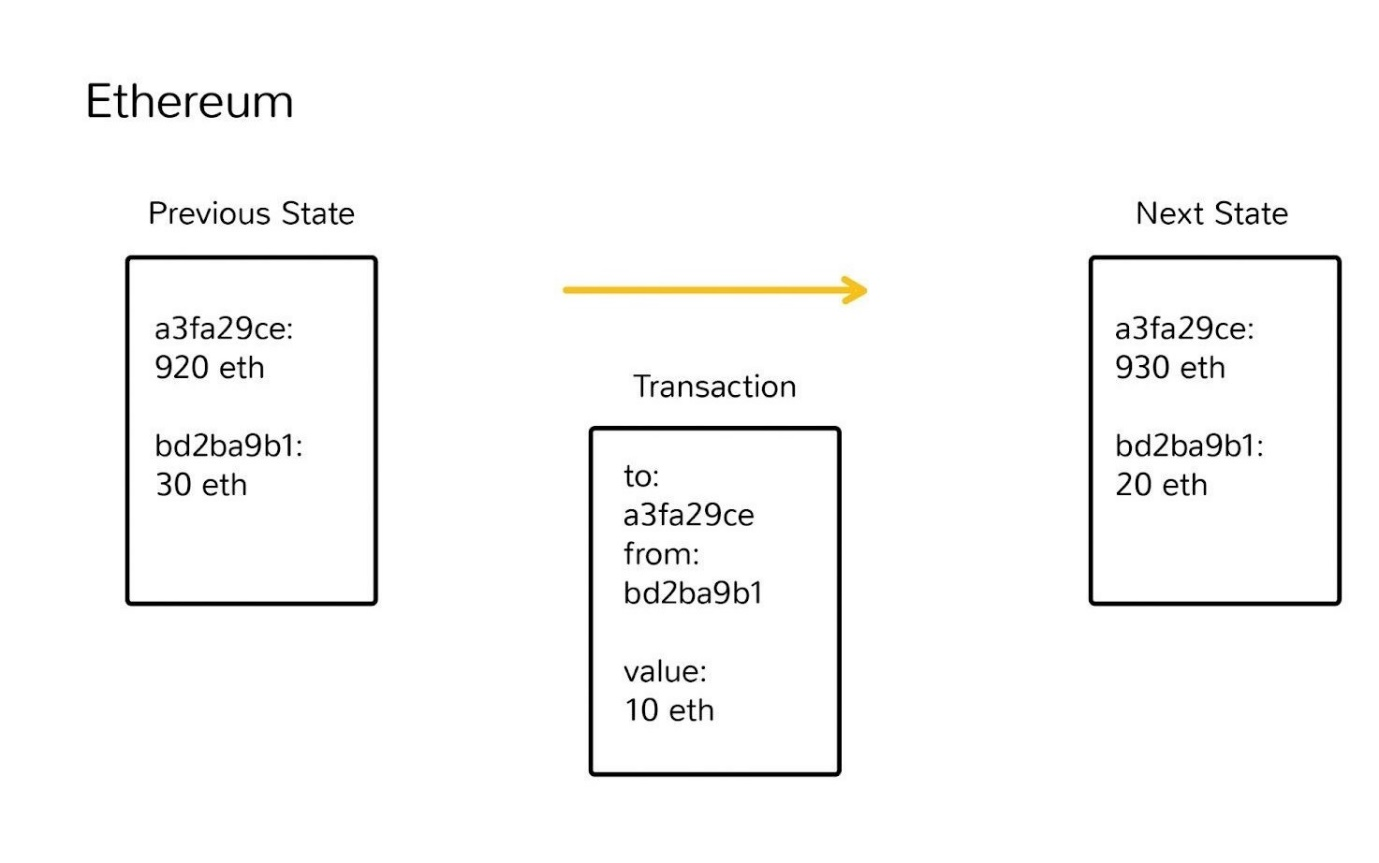 Ethereum
Previous State
a3fa29ce:
920 eth
bd2ba9b1:
30 eth
Transaction
to:
a3fa29ce
from:
bd2ba9b1
value:
10 eth
Next State
a3fa29ce:
930 eth
bd2ba9b1:
20 eth